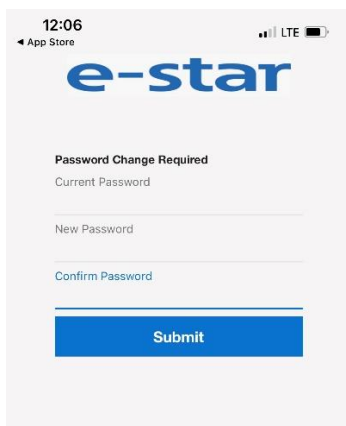 12:06
LTE
◀ App Store
e-star
Password Change Required
Current Password
New Password
Confirm Password
Submit